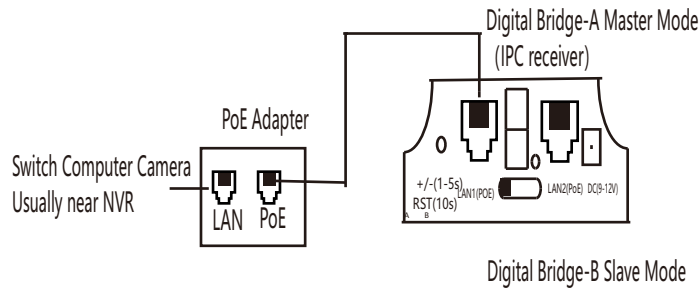 Digital Bridge-A Master Mode
(IPC receiver)
PoE Adapter
Switch Computer Camera
Usually near NVR
LAN
PoE
+/-(1-5s)
RST(10s)
A B
LAN1(POE)
LAN2(PoE)
DC(9-12V)
Digital Bridge-B Slave Mode